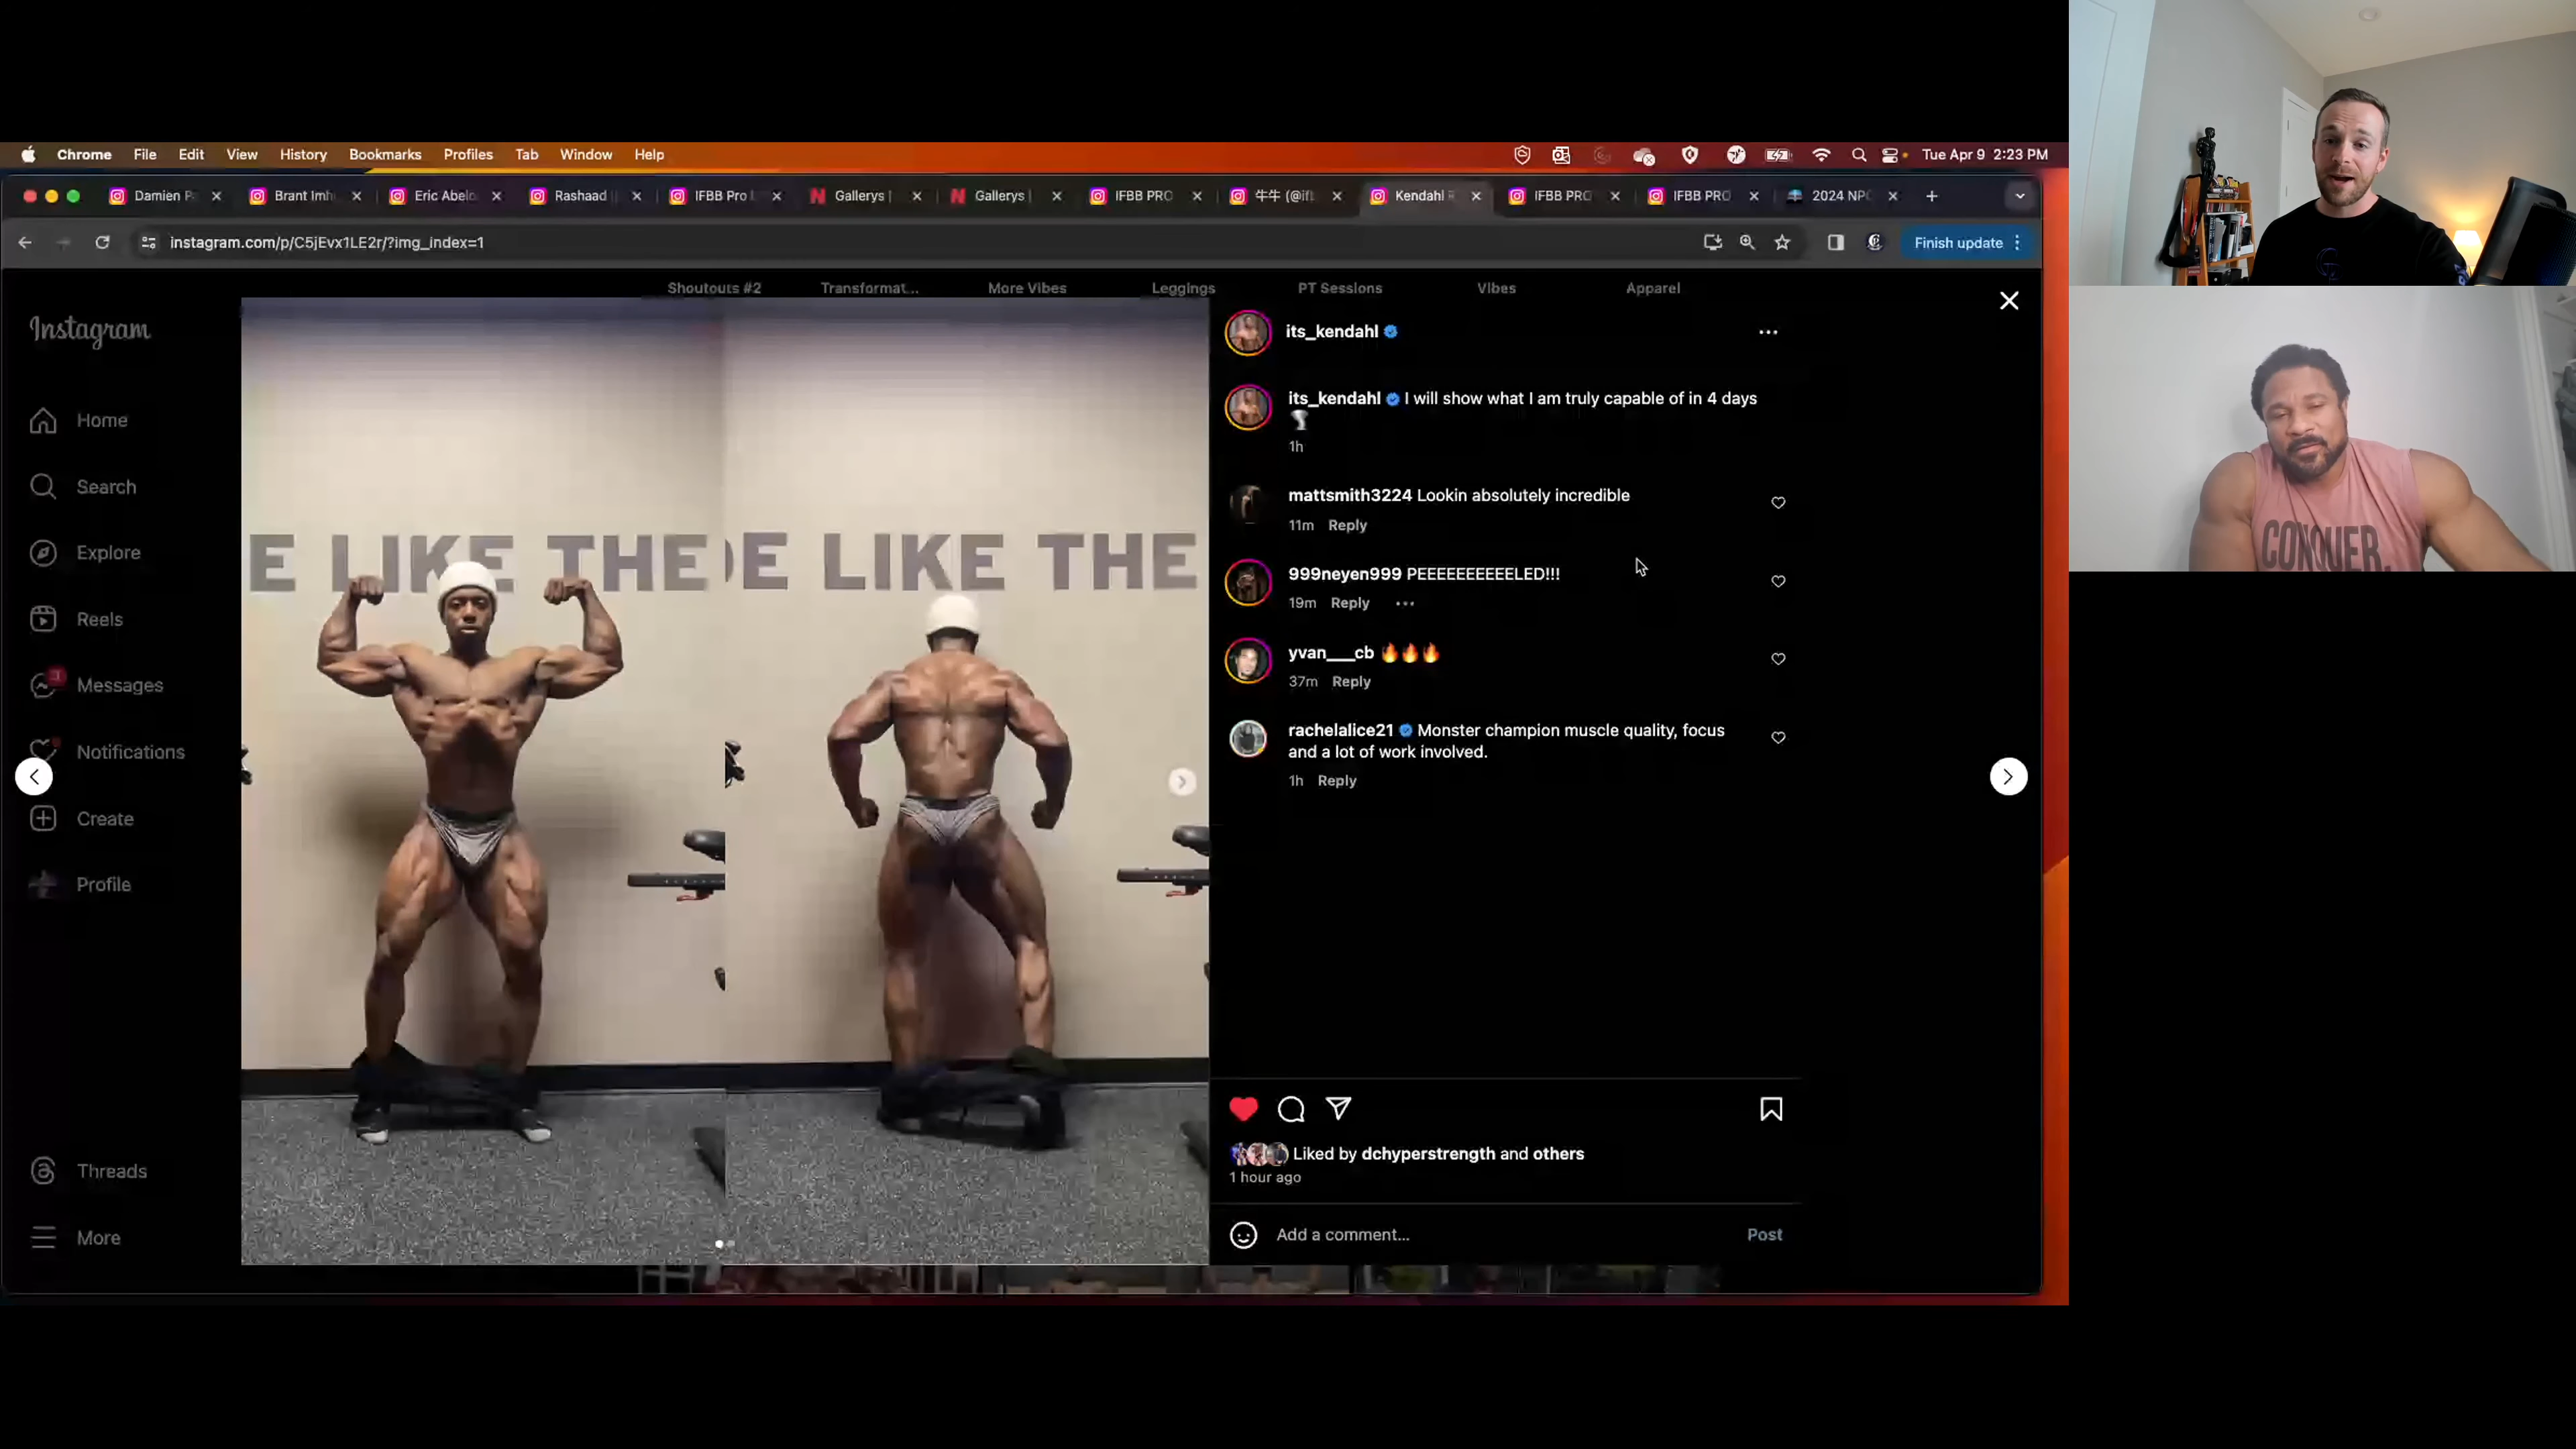 Chrome File Edit View History Bookmarks Profiles Tab Window Help
Tue Apr 9 2:23 PM
Damien P
Brant Imh
Eric Abelo
Rashaad
IFBB Pro
Gallerys |
Gallerys |
IFBB PRO
牛牛 (@ifb
Kendahl
IFBB PRO
IFBB PRO
2024 NPC
instagram.com/p/C5jEvx1LE2r/?img_index=1
Finish update
Shoutouts #2
Transformat...
More Vibes
Leggings
PT Sessions
Vibes
Apparel
Instagram
Home
Search
Explore
Reels
Messages
Notifications
Create
Profile
Threads
More
E LIKE THE
DE LIKE THE
its_kendahl
its_kendahl I will show what I am truly capable of in 4 days
🌪️
1h
mattsmith3224 Lookin absolutely incredible
11m Reply
999neyen999 PEEEEEEEEEELED!!!
19m Reply
yvan___cb 🔥🔥🔥
37m Reply
rachelalice21 Monster champion muscle quality, focus
and a lot of work involved.
1h Reply
Liked by dchyperstrength and others
1 hour ago
Add a comment...
Post
CONQUER.